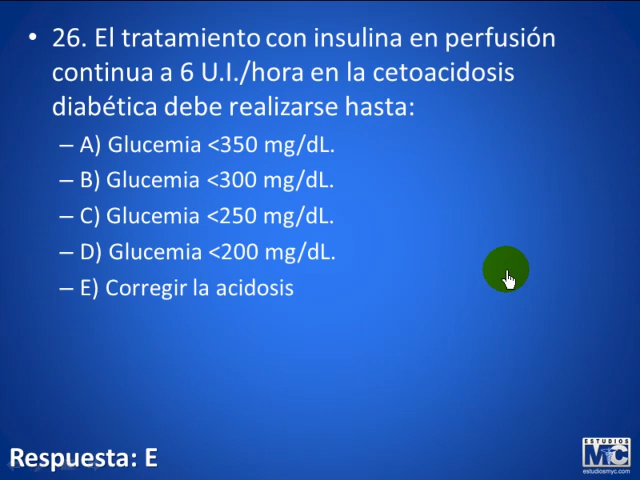 • 26. El tratamiento con insulina en perfusión
continua a 6 U.I./hora en la cetoacidosis
diabética debe realizarse hasta:
– A) Glucemia <350 mg/dL.
– B) Glucemia <300 mg/dL.
– C) Glucemia <250 mg/dL.
– D) Glucemia <200 mg/dL.
– E) Corregir la acidosis
Respuesta: E
ESTUDIOS
MYC
estudiosmyc.com